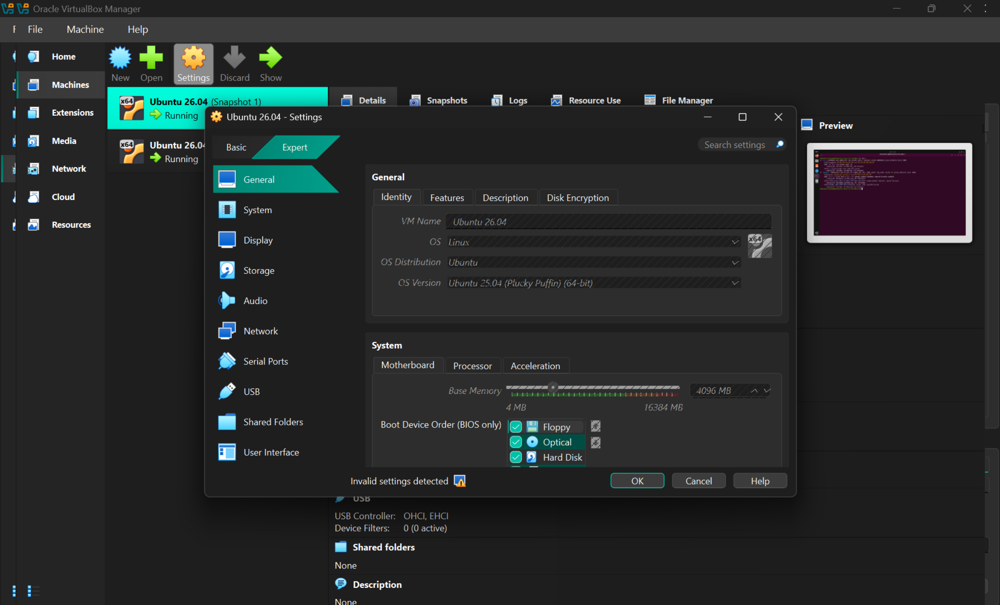 Oracle VirtualBox Manager
File Machine Help
Home
Machines
Extensions
Media
Network
Cloud
Resources
New Open Settings Discard Show
x64 Ubuntu 26.04 (Snapshot 1)
Running
x64 Ubuntu 26.04
Running
Details Snapshots Logs Resource Use File Manager
Preview
Ubuntu 26.04 - Settings
Basic Expert
Search settings
General
System
Display
Storage
Audio
Network
Serial Ports
USB
Shared Folders
User Interface
General
Identity Features Description Disk Encryption
VM Name Ubuntu 26.04
OS Linux
x64
OS Distribution Ubuntu
OS Version Ubuntu 25.04 (Plucky Puffin) (64-bit)
System
Motherboard Processor Acceleration
Base Memory 4096 MB
4 MB 16384 MB
Boot Device Order (BIOS only)
Floppy
Optical
Hard Disk
Invalid settings detected
OK Cancel Help
USB
USB Controller: OHCI, EHCI
Device Filters: 0 (0 active)
Shared folders
None
Description
None